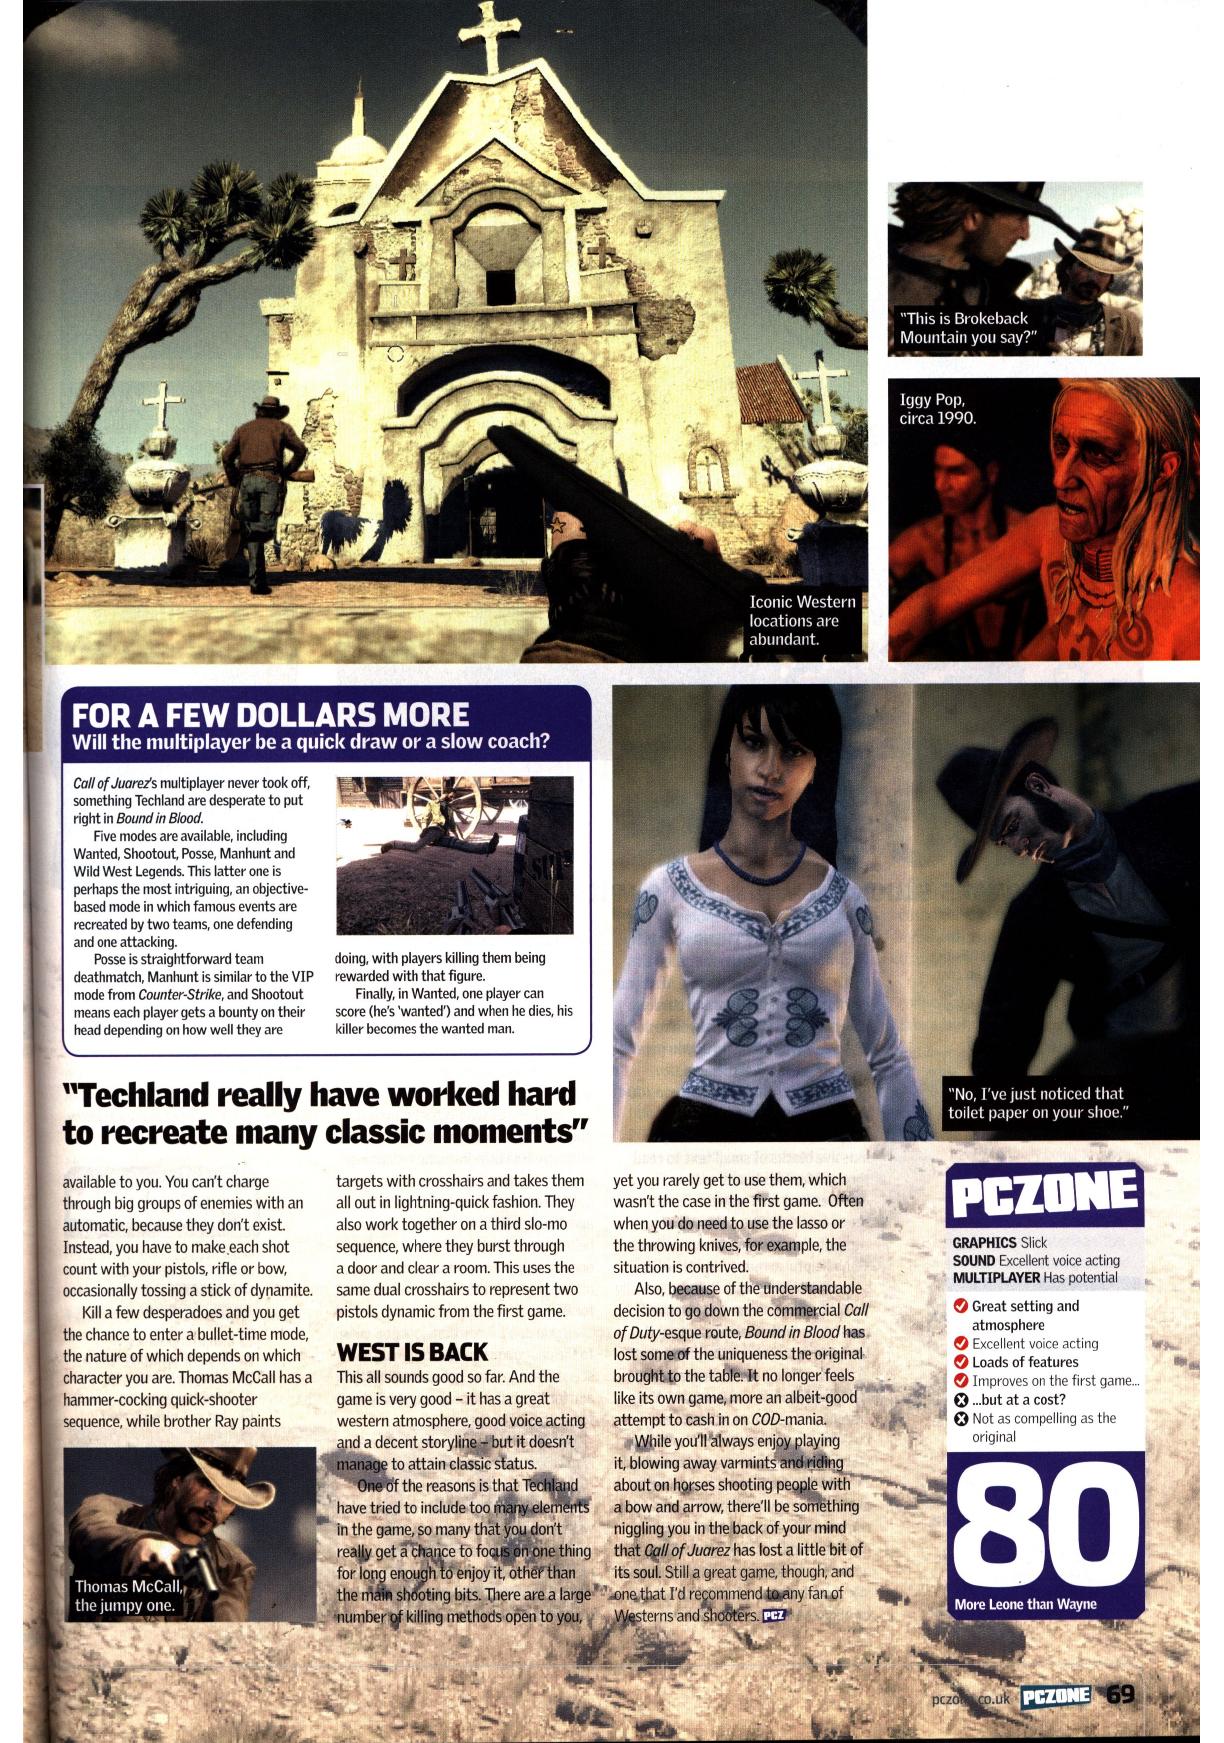 "This is Brokeback
Mountain you say?"
Iggy Pop,
circa 1990.
Iconic Western
locations are
abundant.
FOR A FEW DOLLARS MORE
Will the multiplayer be a quick draw or a slow coach?
Call of Juarez's multiplayer never took off,
something Techland are desperate to put
right in Bound in Blood.
Five modes are available, including
Wanted, Shootout, Posse, Manhunt and
Wild West Legends. This latter one is
perhaps the most intriguing, an objective-
based mode in which famous events are
recreated by two teams, one defending
and one attacking.
Posse is straightforward team
deathmatch, Manhunt is similar to the VIP
mode from Counter-Strike, and Shootout
means each player gets a bounty on their
head depending on how well they are
doing, with players killing them being
rewarded with that figure.
Finally, in Wanted, one player can
score (he's 'wanted') and when he dies, his
killer becomes the wanted man.
"No, I've just noticed that
toilet paper on your shoe."
"Techland really have worked hard
to recreate many classic moments"
available to you. You can't charge
through big groups of enemies with an
automatic, because they don't exist.
Instead, you have to make each shot
count with your pistols, rifle or bow,
occasionally tossing a stick of dynamite.
Kill a few desperadoes and you get
the chance to enter a bullet-time mode,
the nature of which depends on which
character you are. Thomas McCall has a
hammer-cocking quick-shooter
sequence, while brother Ray paints
Thomas McCall,
the jumpy one.
targets with crosshairs and takes them
all out in lightning-quick fashion. They
also work together on a third slo-mo
sequence, where they burst through
a door and clear a room. This uses the
same dual crosshairs to represent two
pistols dynamic from the first game.
WEST IS BACK
This all sounds good so far. And the
game is very good – it has a great
western atmosphere, good voice acting
and a decent storyline – but it doesn't
manage to attain classic status.
One of the reasons is that Techland
have tried to include too many elements
in the game, so many that you don't
really get a chance to focus on one thing
for long enough to enjoy it, other than
the main shooting bits. There are a large
number of killing methods open to you,
yet you rarely get to use them, which
wasn't the case in the first game. Often
when you do need to use the lasso or
the throwing knives, for example, the
situation is contrived.
Also, because of the understandable
decision to go down the commercial Call
of Duty-esque route, Bound in Blood has
lost some of the uniqueness the original
brought to the table. It no longer feels
like its own game, more an albeit-good
attempt to cash in on COD-mania.
While you'll always enjoy playing
it, blowing away varmints and riding
about on horses shooting people with
a bow and arrow, there'll be something
niggling you in the back of your mind
that Call of Juarez has lost a little bit of
its soul. Still a great game, though, and
one that I'd recommend to any fan of
Westerns and shooters. PCZ
PCZONE
GRAPHICS Slick
SOUND Excellent voice acting
MULTIPLAYER Has potential
Great setting and
atmosphere
Excellent voice acting
Loads of features
Improves on the first game...
...but at a cost?
Not as compelling as the
original
80
More Leone than Wayne
pczone.co.uk PCZONE 69